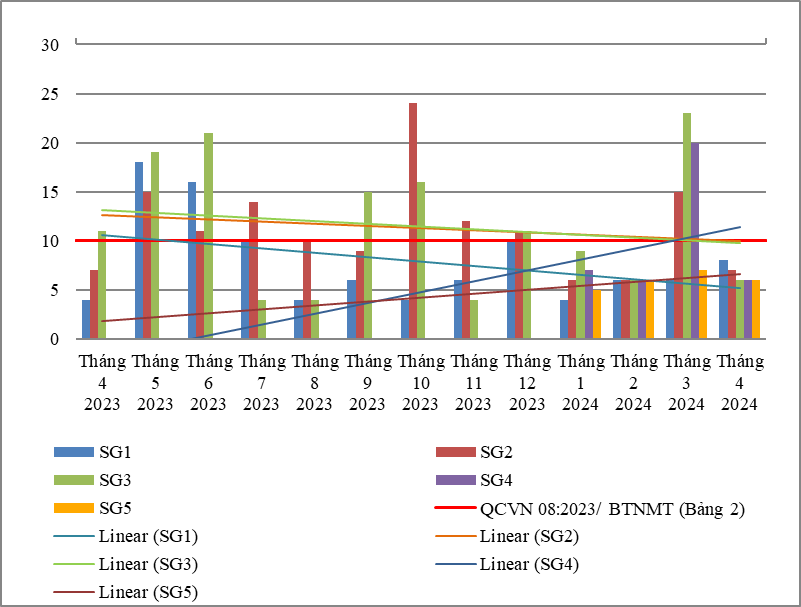 30
25
20
15
10
5
0
Tháng Tháng Tháng Tháng Tháng Tháng Tháng Tháng Tháng Tháng Tháng Tháng Tháng
4 5 6 7 8 9 10 11 12 1 2 3 4
2023 2023 2023 2023 2023 2023 2023 2023 2023 2024 2024 2024 2024
SG1 SG2
SG3 SG4
SG5 QCVN 08:2023/ BTNMT (Bảng 2)
Linear (SG1) Linear (SG2)
Linear (SG3) Linear (SG4)
Linear (SG5)